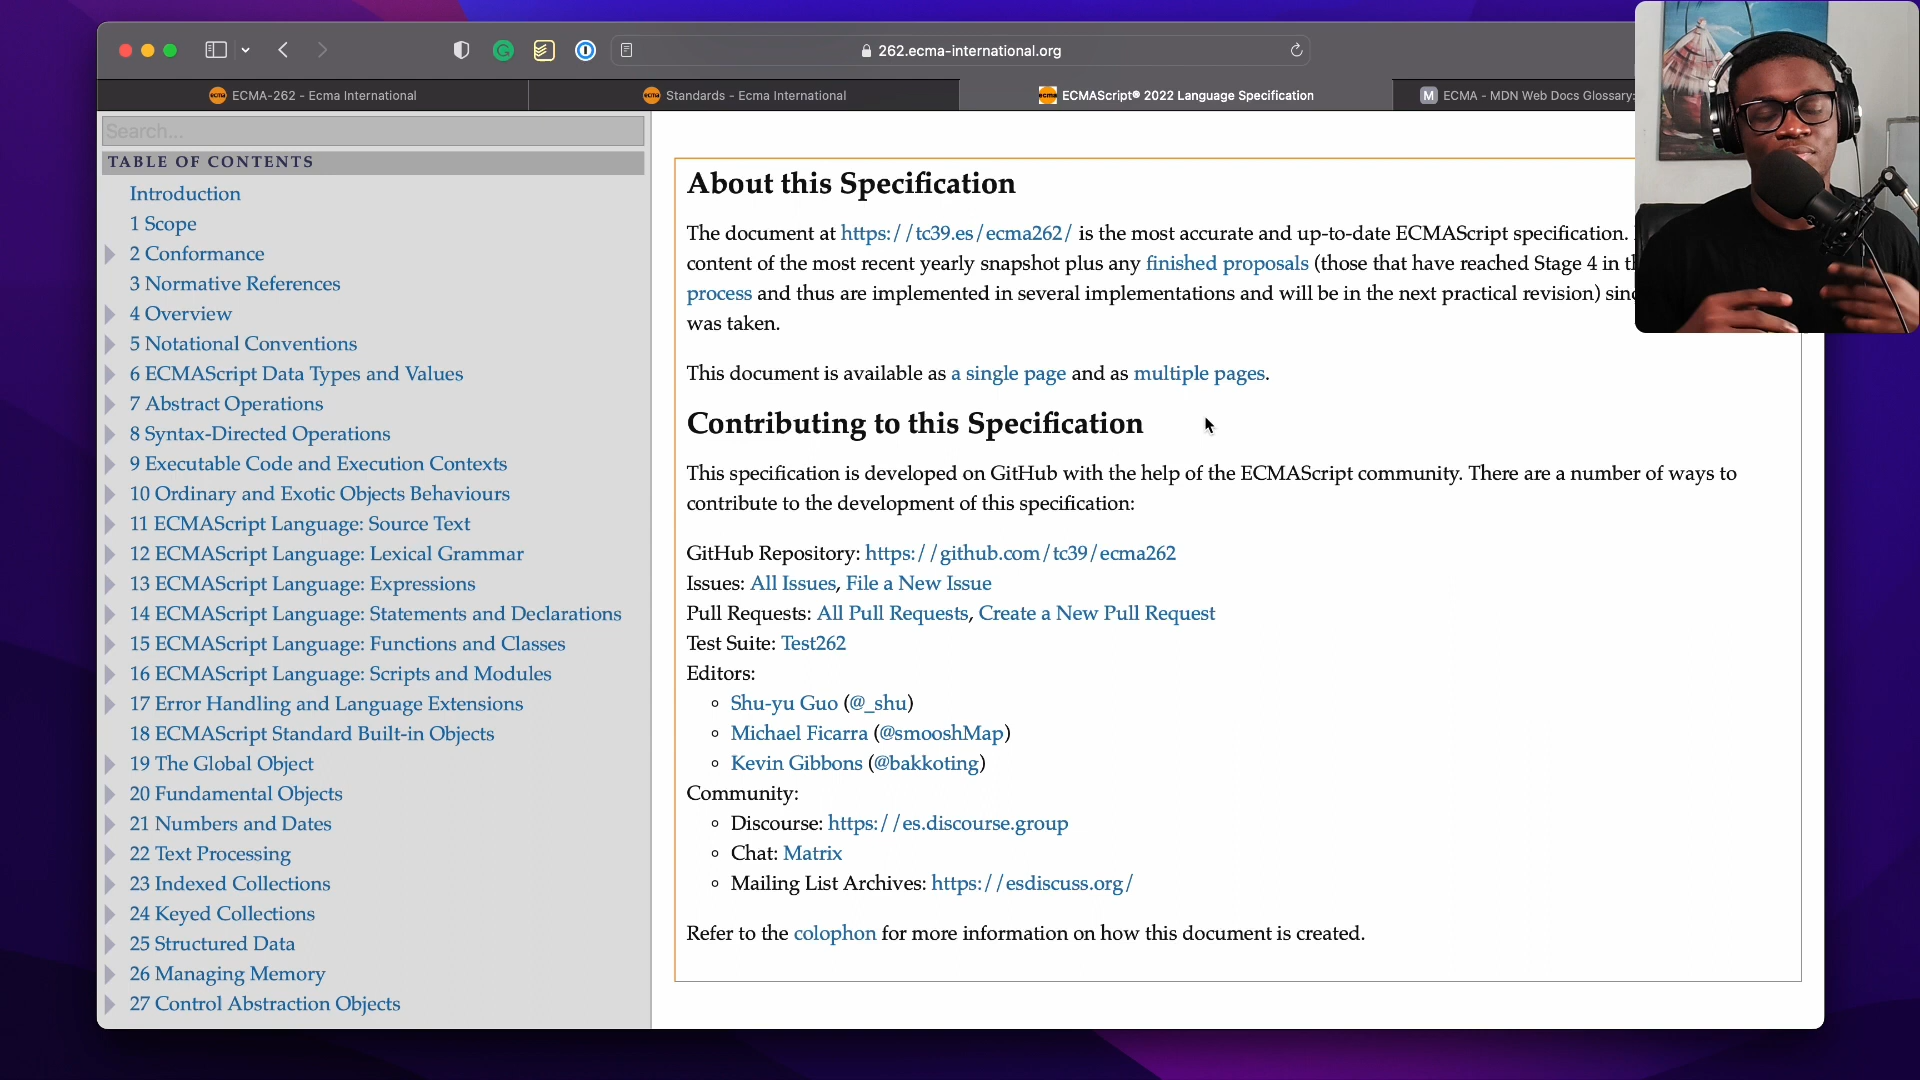 262.ecma-international.org
ECMA-262 - Ecma International
Standards - Ecma International
ECMAScript® 2022 Language Specification
ECMA - MDN Web Docs Glossary:
Search...
TABLE OF CONTENTS
Introduction
1 Scope
2 Conformance
3 Normative References
4 Overview
5 Notational Conventions
6 ECMAScript Data Types and Values
7 Abstract Operations
8 Syntax-Directed Operations
9 Executable Code and Execution Contexts
10 Ordinary and Exotic Objects Behaviours
11 ECMAScript Language: Source Text
12 ECMAScript Language: Lexical Grammar
13 ECMAScript Language: Expressions
14 ECMAScript Language: Statements and Declarations
15 ECMAScript Language: Functions and Classes
16 ECMAScript Language: Scripts and Modules
17 Error Handling and Language Extensions
18 ECMAScript Standard Built-in Objects
19 The Global Object
20 Fundamental Objects
21 Numbers and Dates
22 Text Processing
23 Indexed Collections
24 Keyed Collections
25 Structured Data
26 Managing Memory
27 Control Abstraction Objects
About this Specification
The document at https://tc39.es/ecma262/ is the most accurate and up-to-date ECMAScript specification.
content of the most recent yearly snapshot plus any finished proposals (those that have reached Stage 4 in
process and thus are implemented in several implementations and will be in the next practical revision)
was taken.
This document is available as a single page and as multiple pages.
Contributing to this Specification
This specification is developed on GitHub with the help of the ECMAScript community. There are a number of ways to
contribute to the development of this specification:
GitHub Repository: https://github.com/tc39/ecma262
Issues: All Issues, File a New Issue
Pull Requests: All Pull Requests, Create a New Pull Request
Test Suite: Test262
Editors:
Shu-yu Guo (@_shu)
Michael Ficarra (@smooshMap)
Kevin Gibbons (@bakkoting)
Community:
Discourse: https://es.discourse.group
Chat: Matrix
Mailing List Archives: https://esdiscuss.org/
Refer to the colophon for more information on how this document is created.